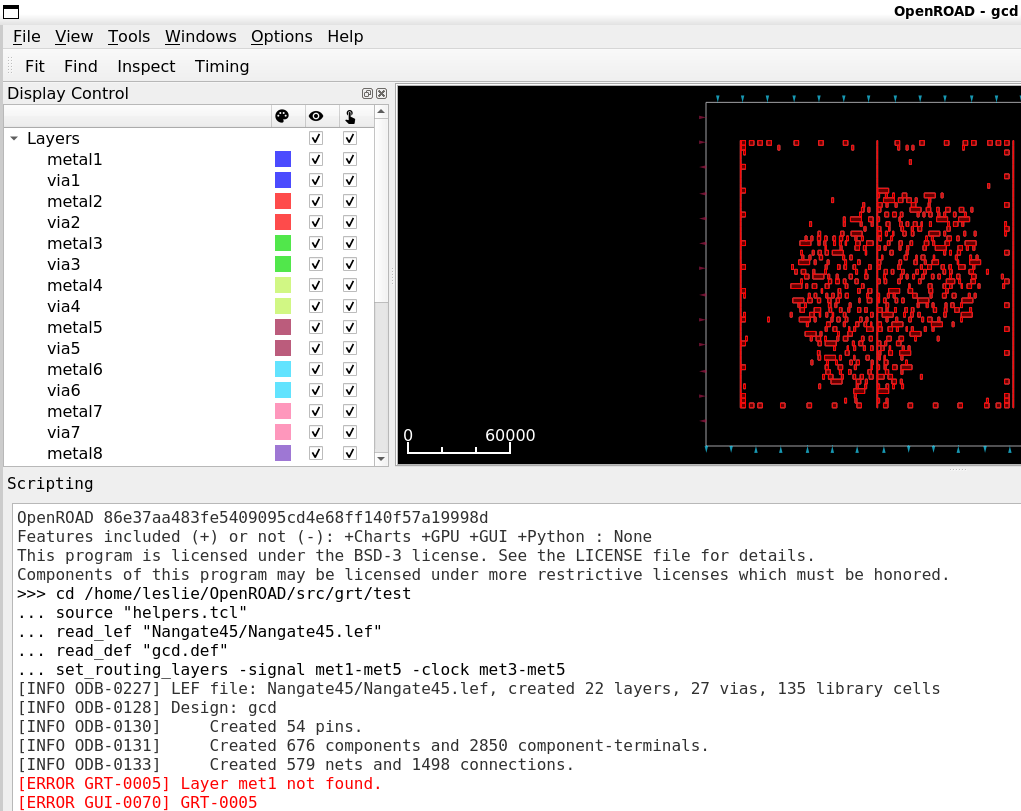 OpenROAD - gcd
File View Tools Windows Options Help
Fit Find Inspect Timing
Display Control
Layers
metal1
via1
metal2
via2
metal3
via3
metal4
via4
metal5
via5
metal6
via6
metal7
via7
metal8
0 60000
Scripting
OpenROAD 86e37aa483fe5409095cd4e68ff140f57a19998d
Features included (+) or not (-): +Charts +GPU +GUI +Python : None
This program is licensed under the BSD-3 license. See the LICENSE file for details.
Components of this program may be licensed under more restrictive licenses which must be honored.
>>> cd /home/leslie/OpenROAD/src/grt/test
... source "helpers.tcl"
... read_lef "Nangate45/Nangate45.lef"
... read_def "gcd.def"
... set_routing_layers -signal met1-met5 -clock met3-met5
[INFO ODB-0227] LEF file: Nangate45/Nangate45.lef, created 22 layers, 27 vias, 135 library cells
[INFO ODB-0128] Design: gcd
[INFO ODB-0130]     Created 54 pins.
[INFO ODB-0131]     Created 676 components and 2850 component-terminals.
[INFO ODB-0133]     Created 579 nets and 1498 connections.
[ERROR GRT-0005] Layer met1 not found.
[ERROR GUI-0070] GRT-0005